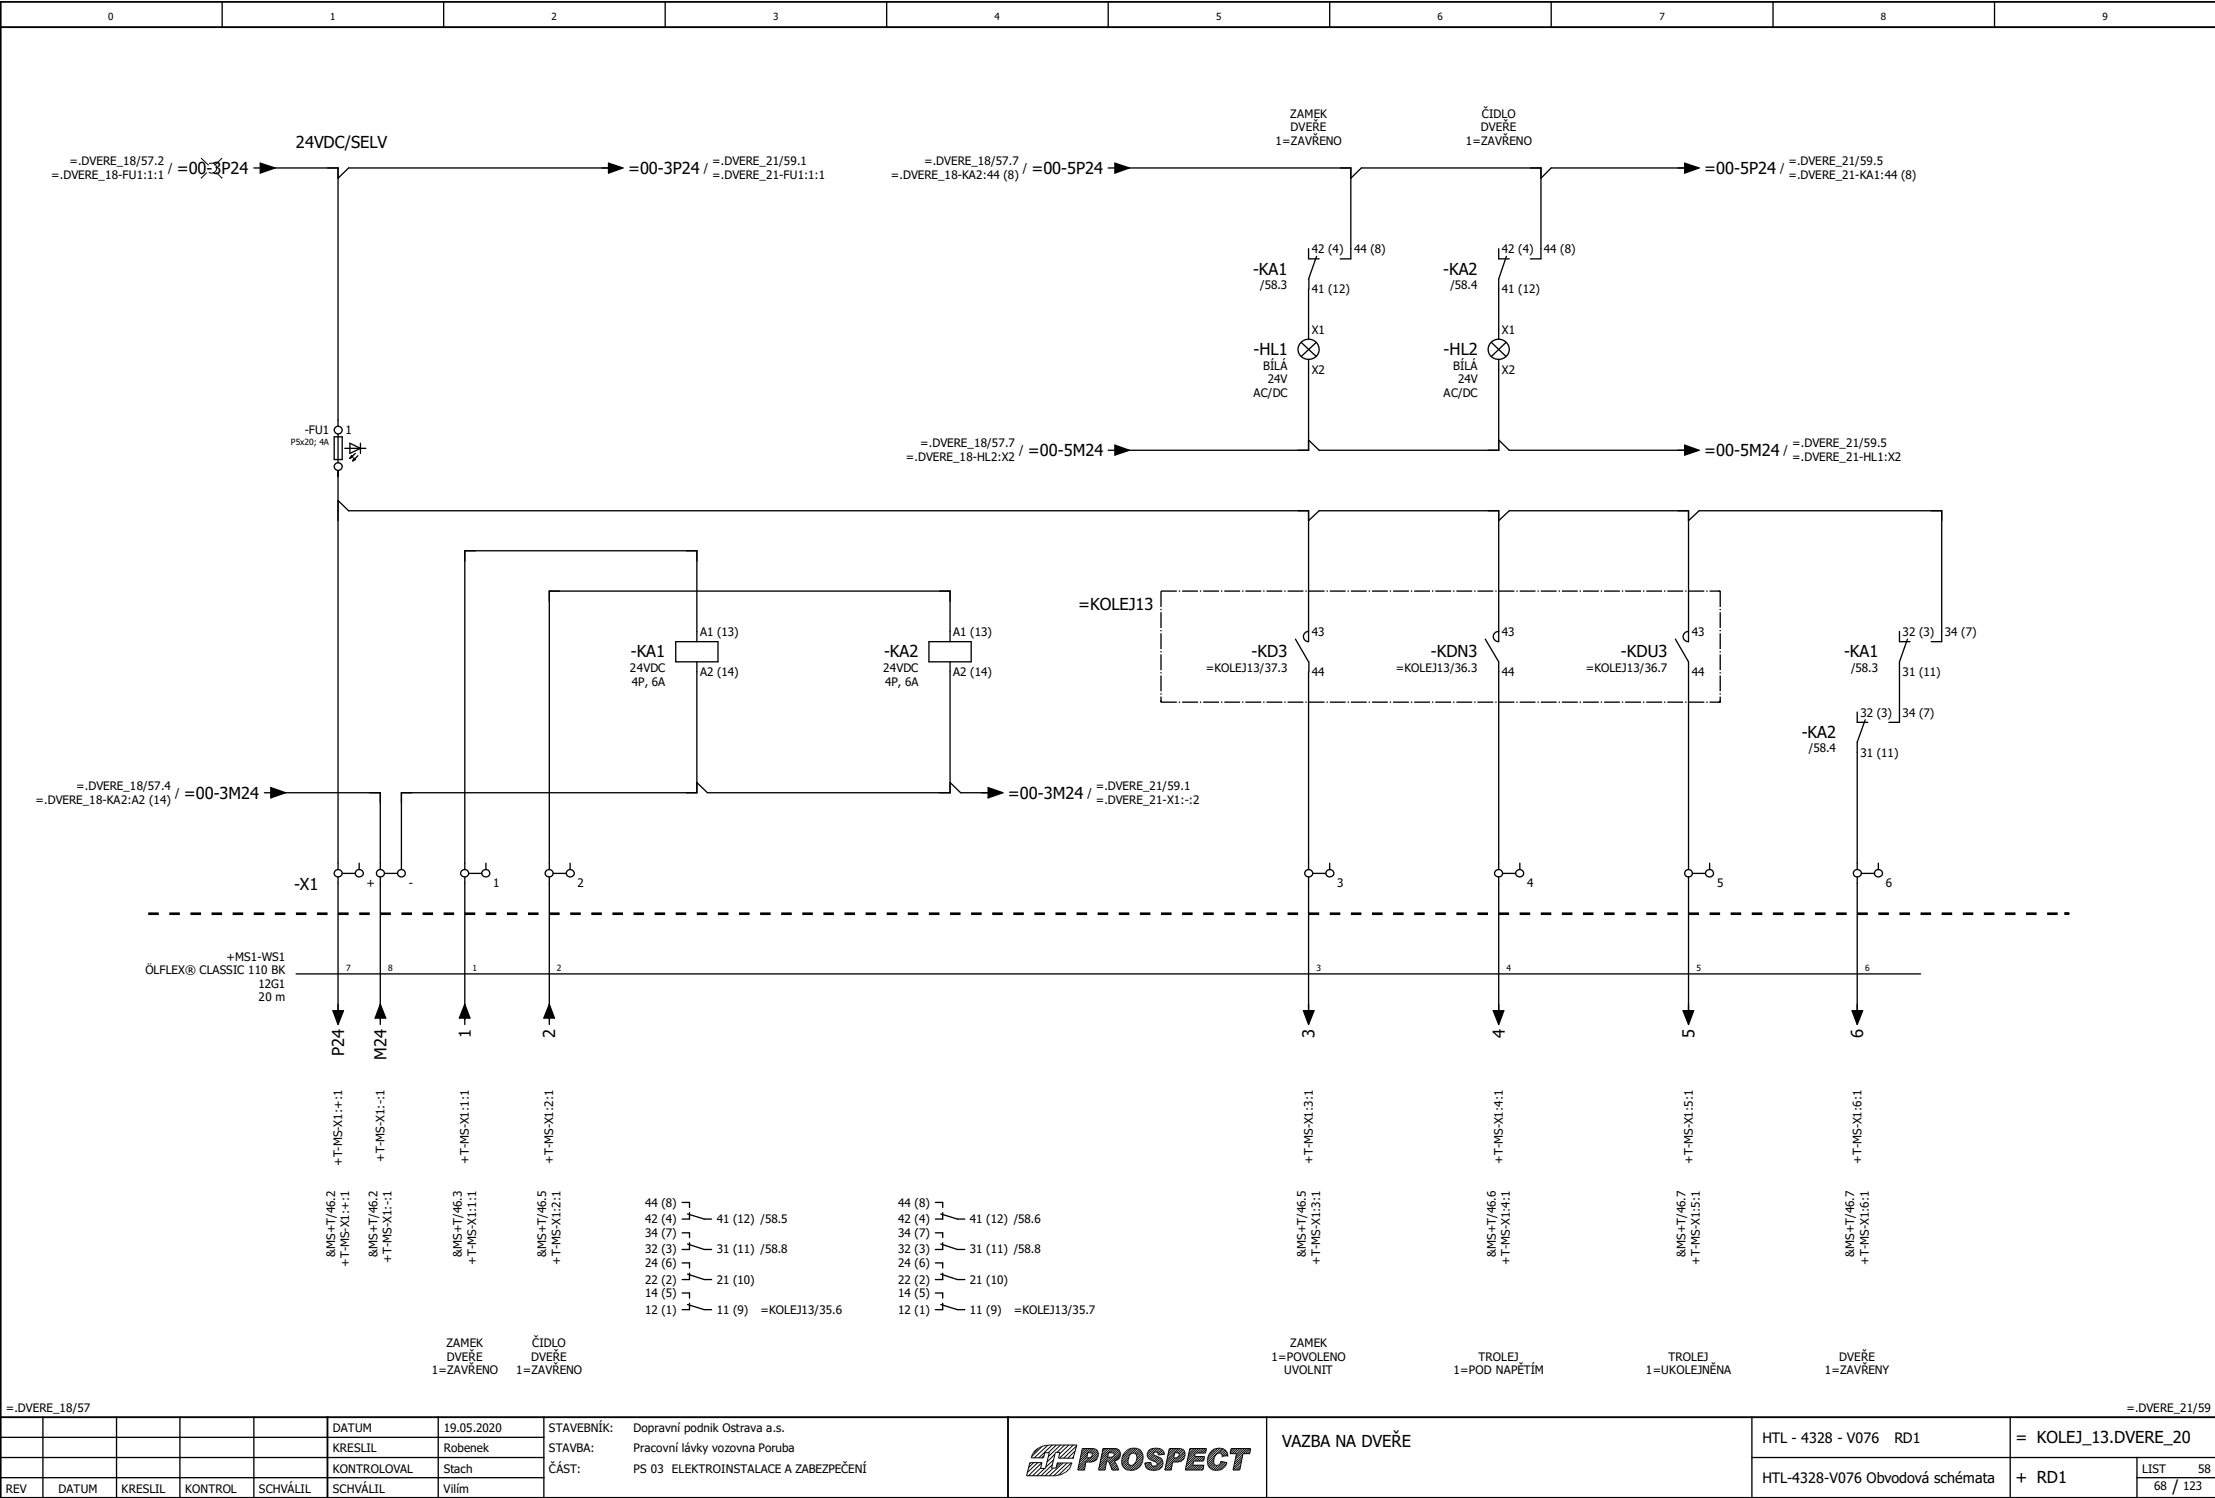 0 1 2 3 4 5 6 7 8 9
ZAMEK
DVEŘE
1=ZAVŘENO
ČIDLO
DVEŘE
1=ZAVŘENO
24VDC/SELV
=.DVERE_18/57.2
=.DVERE_18-FU1:1:1 / =00-3P24
=00-3P24 / =.DVERE_21/59.1
=.DVERE_21-FU1:1:1
=.DVERE_18/57.7
=.DVERE_18-KA2:44 (8) / =00-5P24
=00-5P24 / =.DVERE_21/59.5
=.DVERE_21-KA1:44 (8)
42 (4) 44 (8)
-KA1
/58.3
41 (12)
42 (4) 44 (8)
-KA2
/58.4
41 (12)
X1
-HL1
BÍLÁ
24V
AC/DC
X2
X1
-HL2
BÍLÁ
24V
AC/DC
X2
-FU1 1
P5x20; 4A
=.DVERE_18/57.7
=.DVERE_18-HL2:X2 / =00-5M24
=00-5M24 / =.DVERE_21/59.5
=.DVERE_21-HL1:X2
=KOLEJ13
A1 (13)
-KA1
24VDC
4P, 6A
A2 (14)
A1 (13)
-KA2
24VDC
4P, 6A
A2 (14)
43
-KD3
=KOLEJ13/37.3
44
43
-KDN3
=KOLEJ13/36.3
44
43
-KDU3
=KOLEJ13/36.7
44
32 (3) 34 (7)
-KA1
/58.3
31 (11)
32 (3) 34 (7)
-KA2
/58.4
31 (11)
=.DVERE_18/57.4
=.DVERE_18-KA2:A2 (14) / =00-3M24
=00-3M24 / =.DVERE_21/59.1
=.DVERE_21-X1:-:2
-X1 + - 1 2 3 4 5 6
+MS1-WS1
ÖLFLEX® CLASSIC 110 BK
12G1
20 m
7 8 1 2 3 4 5 6
P24 M24 1 2 3 4 5 6
+T-MS-X1:+:1
+T-MS-X1:-:1
+T-MS-X1:1:1
+T-MS-X1:2:1
+T-MS-X1:3:1
+T-MS-X1:4:1
+T-MS-X1:5:1
+T-MS-X1:6:1
&MS+T/46.2
+T-MS-X1:+:1
&MS+T/46.2
+T-MS-X1:-:1
&MS+T/46.3
+T-MS-X1:1:1
&MS+T/46.5
+T-MS-X1:2:1
44 (8)
42 (4) 41 (12) /58.5
34 (7)
32 (3) 31 (11) /58.8
24 (6)
22 (2) 21 (10)
14 (5)
12 (1) 11 (9) =KOLEJ13/35.6
44 (8)
42 (4) 41 (12) /58.6
34 (7)
32 (3) 31 (11) /58.8
24 (6)
22 (2) 21 (10)
14 (5)
12 (1) 11 (9) =KOLEJ13/35.7
&MS+T/46.5
+T-MS-X1:3:1
&MS+T/46.6
+T-MS-X1:4:1
&MS+T/46.7
+T-MS-X1:5:1
&MS+T/46.7
+T-MS-X1:6:1
ZAMEK
DVEŘE
1=ZAVŘENO
ČIDLO
DVEŘE
1=ZAVŘENO
ZAMEK
1=POVOLENO
UVOLNIT
TROLEJ
1=POD NAPĚTÍM
TROLEJ
1=UKOLEJNĚNA
DVEŘE
1=ZAVŘENY
=.DVERE_18/57
=.DVERE_21/59
DATUM 19.05.2020
KRESLIL Robenek
KONTROLOVAL Stach
REV DATUM KRESLIL KONTROL SCHVÁLIL SCHVÁLIL Vilím
STAVEBNÍK: Dopravní podnik Ostrava a.s.
STAVBA: Pracovní lávky vozovna Poruba
ČÁST: PS 03 ELEKTROINSTALACE A ZABEZPEČENÍ
PROSPECT
VAZBA NA DVEŘE
HTL - 4328 - V076 RD1
HTL-4328-V076 Obvodová schémata
= KOLEJ_13.DVERE_20
+ RD1
LIST 58
68 / 123